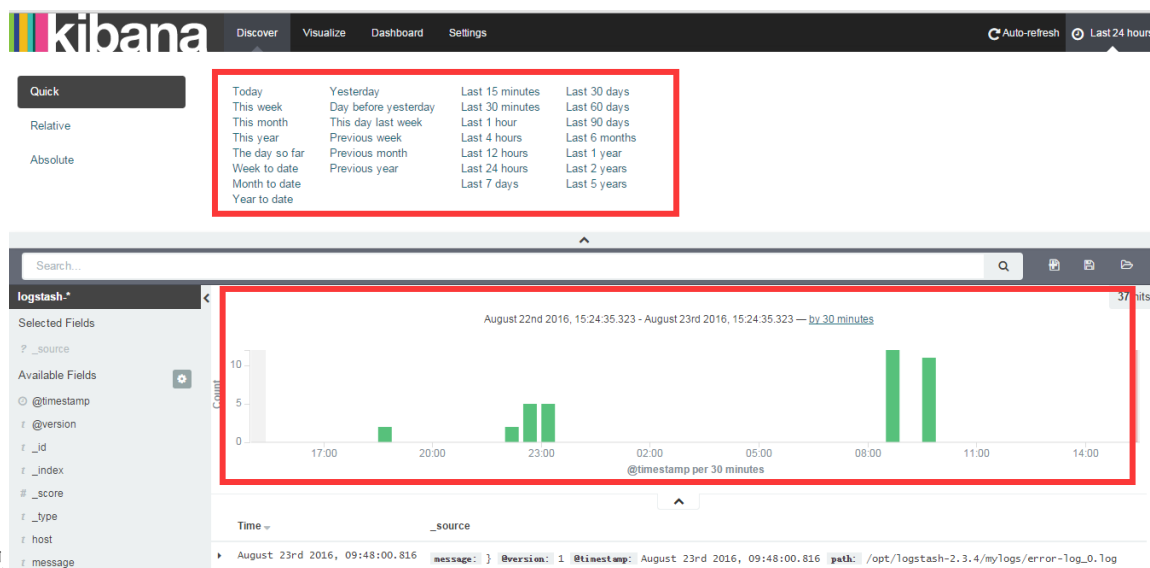 kibana Discover Visualize Dashboard Settings Auto-refresh Last 24 hours
Quick
Relative
Absolute
Today Yesterday Last 15 minutes Last 30 days
This week Day before yesterday Last 30 minutes Last 60 days
This month This day last week Last 1 hour Last 90 days
This year Previous week Last 4 hours Last 6 months
The day so far Previous month Last 12 hours Last 1 year
Week to date Previous year Last 24 hours Last 2 years
Month to date Last 7 days Last 5 years
Year to date
Search...
logstash-*
37 hits
Selected Fields
? _source
Available Fields
@timestamp
t @version
t _id
t _index
# _score
t _type
t host
t message
August 22nd 2016, 15:24:35.323 - August 23rd 2016, 15:24:35.323 — by 30 minutes
Count
10
5
0
17:00 20:00 23:00 02:00 05:00 08:00 11:00 14:00
@timestamp per 30 minutes
Time _source
August 23rd 2016, 09:48:00.816 message: } @version: 1 @timestamp: August 23rd 2016, 09:48:00.816 path: /opt/logstash-2.3.4/mylogs/error-log_0.log